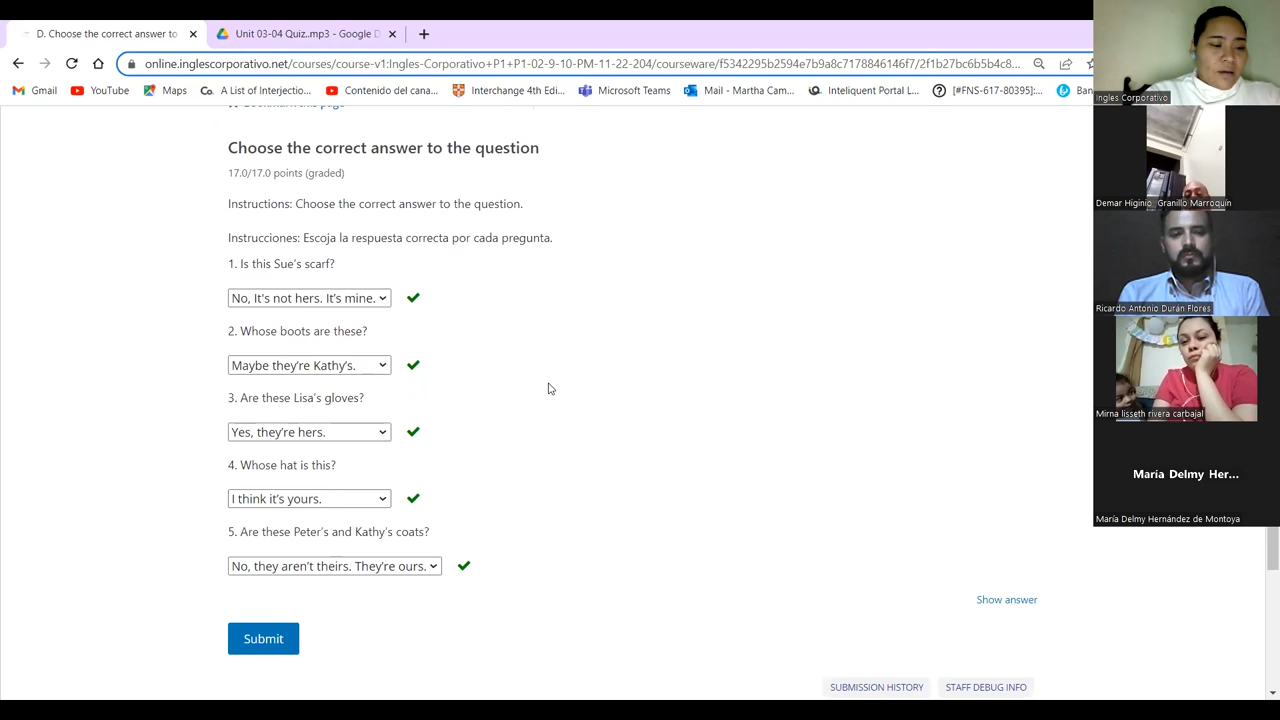 D. Choose the correct answer to
Unit 03-04 Quiz..mp3 - Google D
online.inglescorporativo.net/courses/course-v1:Ingles-Corporativo+P1+P1-02-9-10-PM-11-22-204/courseware/f5342295b2594e7b9a8c7178846146f7/2f1b27bc6b5b4c8...
Gmail YouTube Maps A List of Interjectio... Contenido del cana... Interchange 4th Edi... Microsoft Teams Mail - Martha Cam... Inteliquent Portal L... [#FNS-617-80395]:... Ban
Choose the correct answer to the question
17.0/17.0 points (graded)
Instructions: Choose the correct answer to the question.
Instrucciones: Escoja la respuesta correcta por cada pregunta.
1. Is this Sue's scarf?
No, It's not hers. It's mine.
2. Whose boots are these?
Maybe they're Kathy's.
3. Are these Lisa's gloves?
Yes, they're hers.
4. Whose hat is this?
I think it's yours.
5. Are these Peter's and Kathy's coats?
No, they aren't theirs. They're ours.
Show answer
Submit
SUBMISSION HISTORY STAFF DEBUG INFO
Ingles Corporativo
Demar Higinio Granillo Marroquín
Ricardo Antonio Durán Flores
Mirna lisseth rivera carbajal
María Delmy Her...
María Delmy Hernández de Montoya